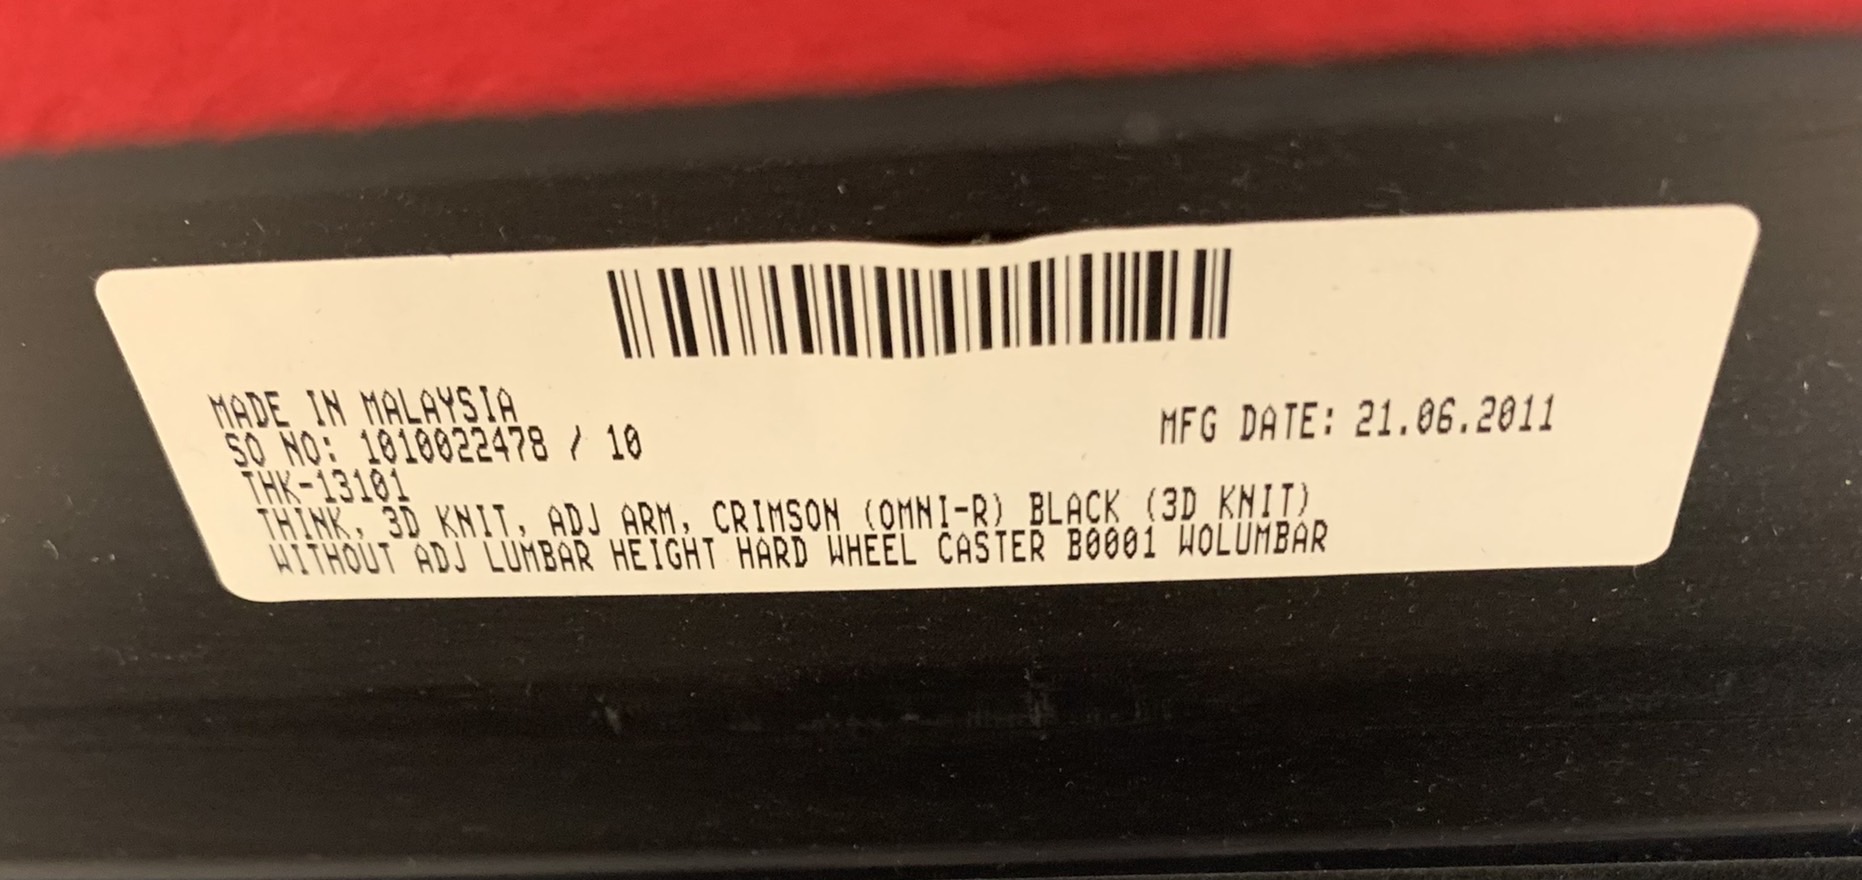 MADE IN MALAYSIA
SO NO: 1010022478 / 10
MFG DATE: 21.06.2011
THK-13101
THINK, 3D KNIT, ADJ ARM, CRIMSON (OMNI-R) BLACK (3D KNIT)
WITHOUT ADJ LUMBAR HEIGHT HARD WHEEL CASTER B0001 WOLUMBAR